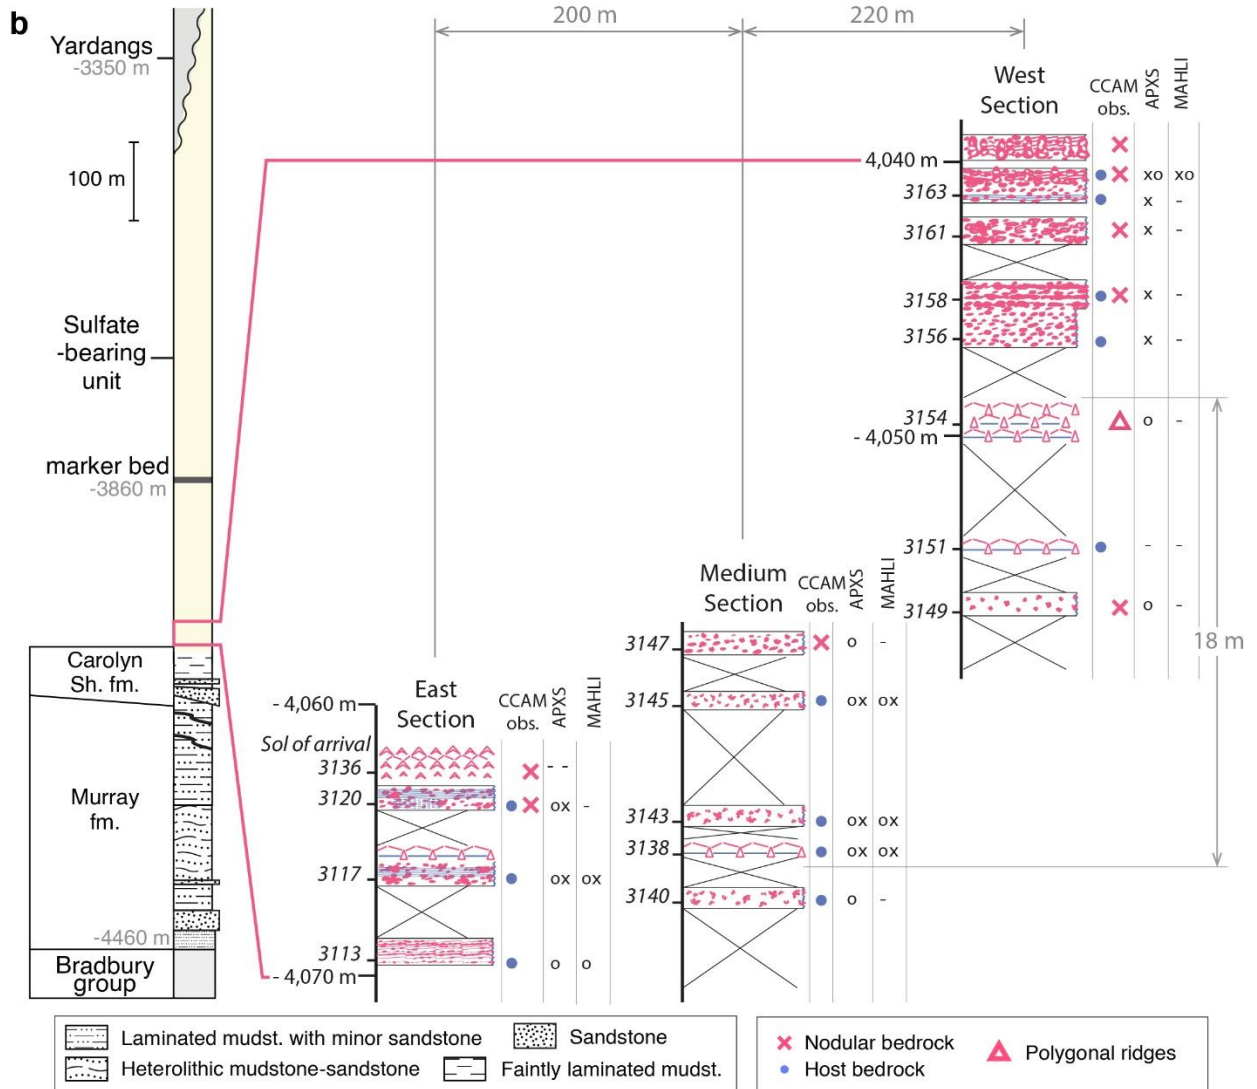 b
200 m
220 m
Yardangs
-3350 m
100 m
Sulfate
-bearing
unit
marker bed
-3860 m
Carolyn
Sh. fm.
Murray
fm.
-4460 m
Bradbury
group
West
Section
CCAM
obs.
APXS
MAHLI
4,040 m
xo xo
3163
x -
3161
x -
3158
x -
3156
x -
3154
o -
- 4,050 m
3151
- -
3149
o -
18 m
Medium
Section
CCAM
obs.
APXS
MAHLI
3147
o -
3145
ox ox
3143
ox ox
3138
ox ox
3140
o -
- 4,060 m
East
Section
CCAM
obs.
APXS
MAHLI
Sol of arrival
3136
- -
3120
ox -
3117
ox ox
3113
o o
- 4,070 m
Laminated mudst. with minor sandstone
Sandstone
Heterolithic mudstone-sandstone
Faintly laminated mudst.
Nodular bedrock
Host bedrock
Polygonal ridges